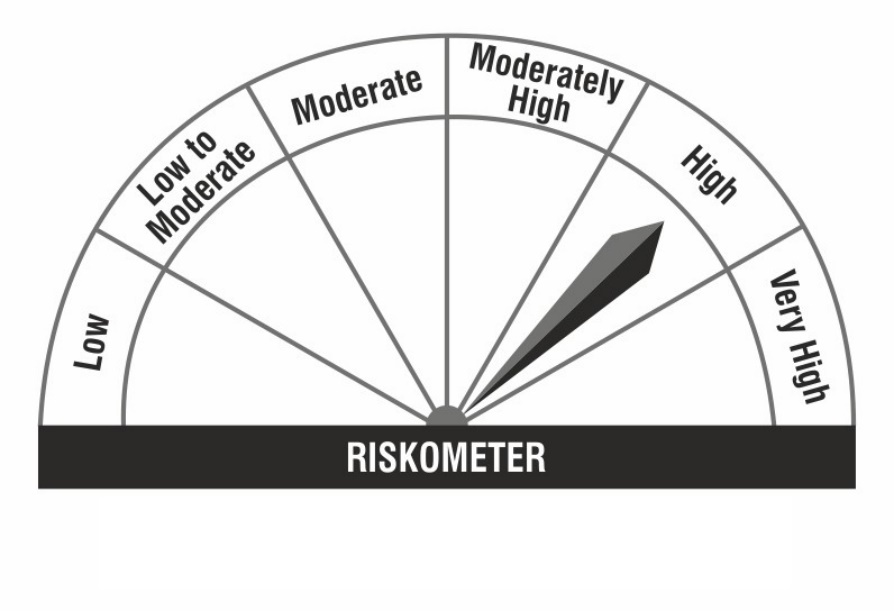 Low
Low to
Moderate
Moderate
Moderately
High
High
Very High
RISKOMETER